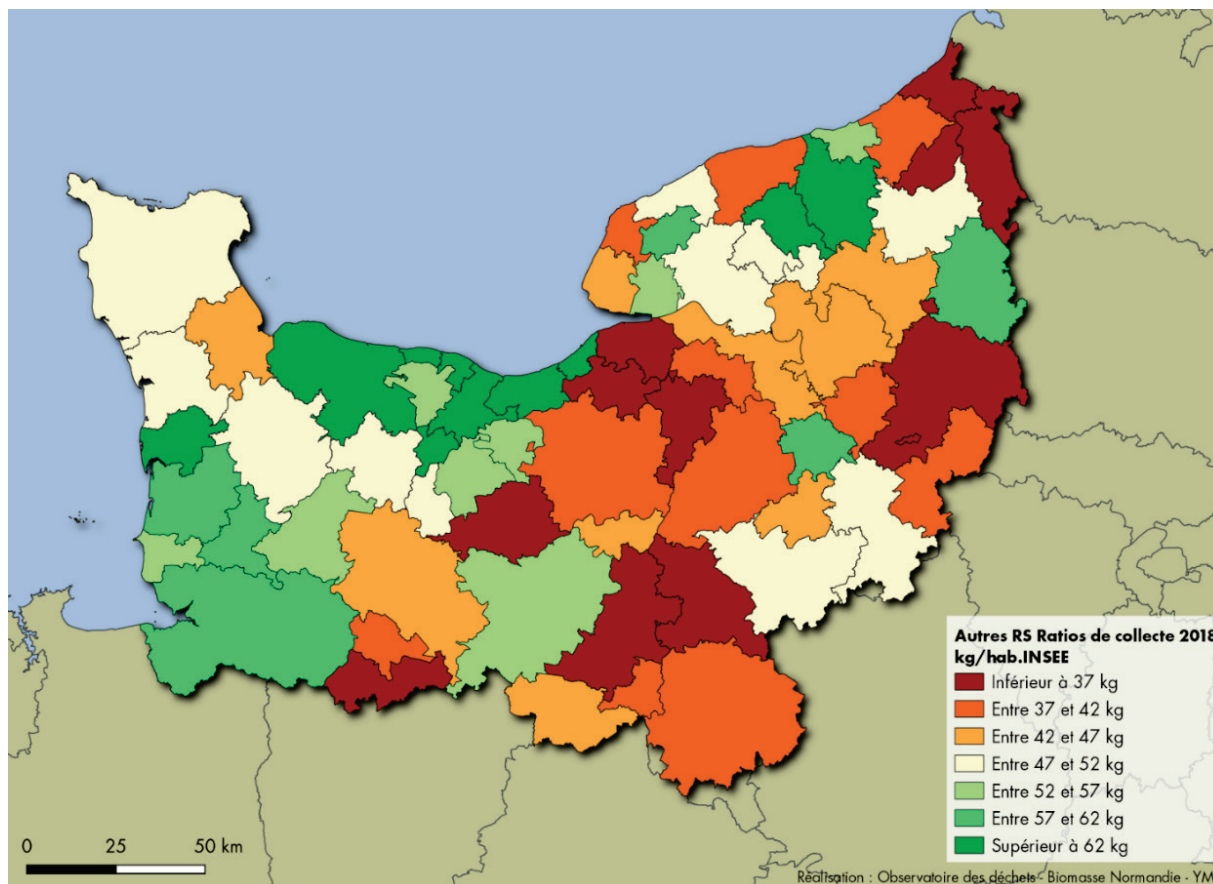 Autres RS Ratios de collecte 2018
kg/hab.INSEE
Inférieur à 37 kg
Entre 37 et 42 kg
Entre 42 et 47 kg
Entre 47 et 52 kg
Entre 52 et 57 kg
Entre 57 et 62 kg
Supérieur à 62 kg
0 25 50 km
Réalisation : Observatoire des déchets - Biomasse Normandie - YM